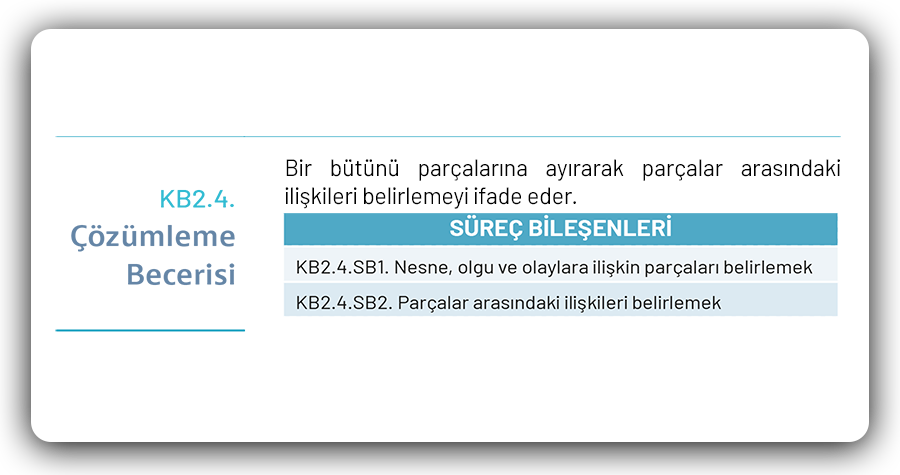 KB2.4.
Çözümleme
Becerisi
Bir bütünü parçalarına ayırarak parçalar arasındaki
ilişkileri belirlemeyi ifade eder.
SÜREÇ BİLEŞENLERİ
KB2.4.SB1. Nesne, olgu ve olaylara ilişkin parçaları belirlemek
KB2.4.SB2. Parçalar arasındaki ilişkileri belirlemek